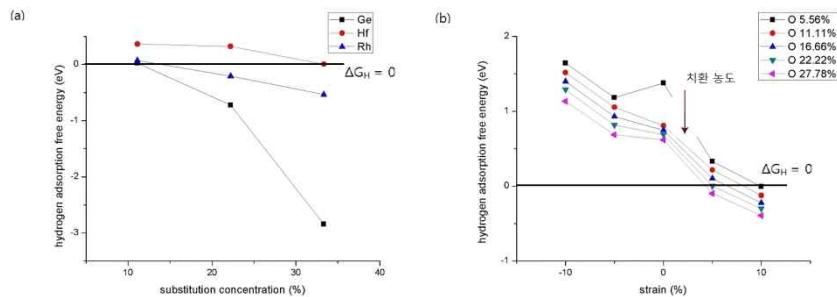 (a)
Ge
Hf
Rh
ΔG_H = 0
hydrogen adsorption free energy (eV)
1
0
-1
-2
-3
10
20
30
40
substitution concentration (%)
(b)
O 5.56%
O 11.11%
O 16.66%
O 22.22%
O 27.78%
치환 농도
ΔG_H = 0
hydrogen adsorption free energy (eV)
2
1
0
-1
-10
-5
0
5
10
strain (%)